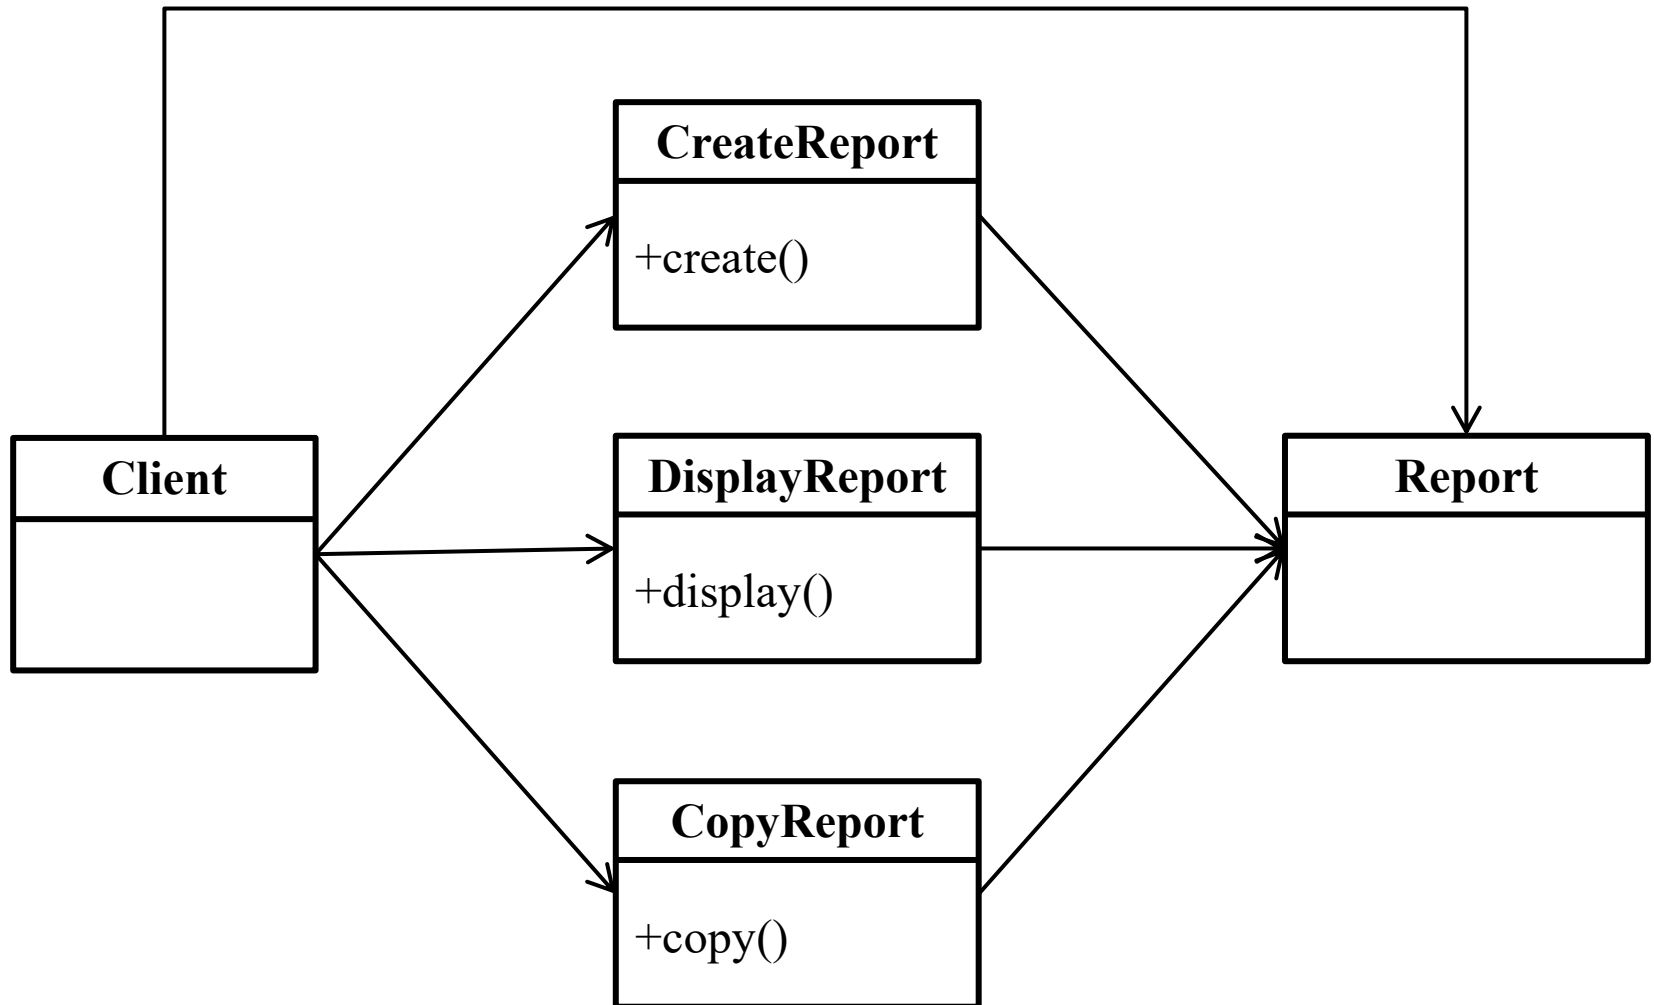 CreateReport
+create()
Client
DisplayReport
+display()
Report
CopyReport
+copy()